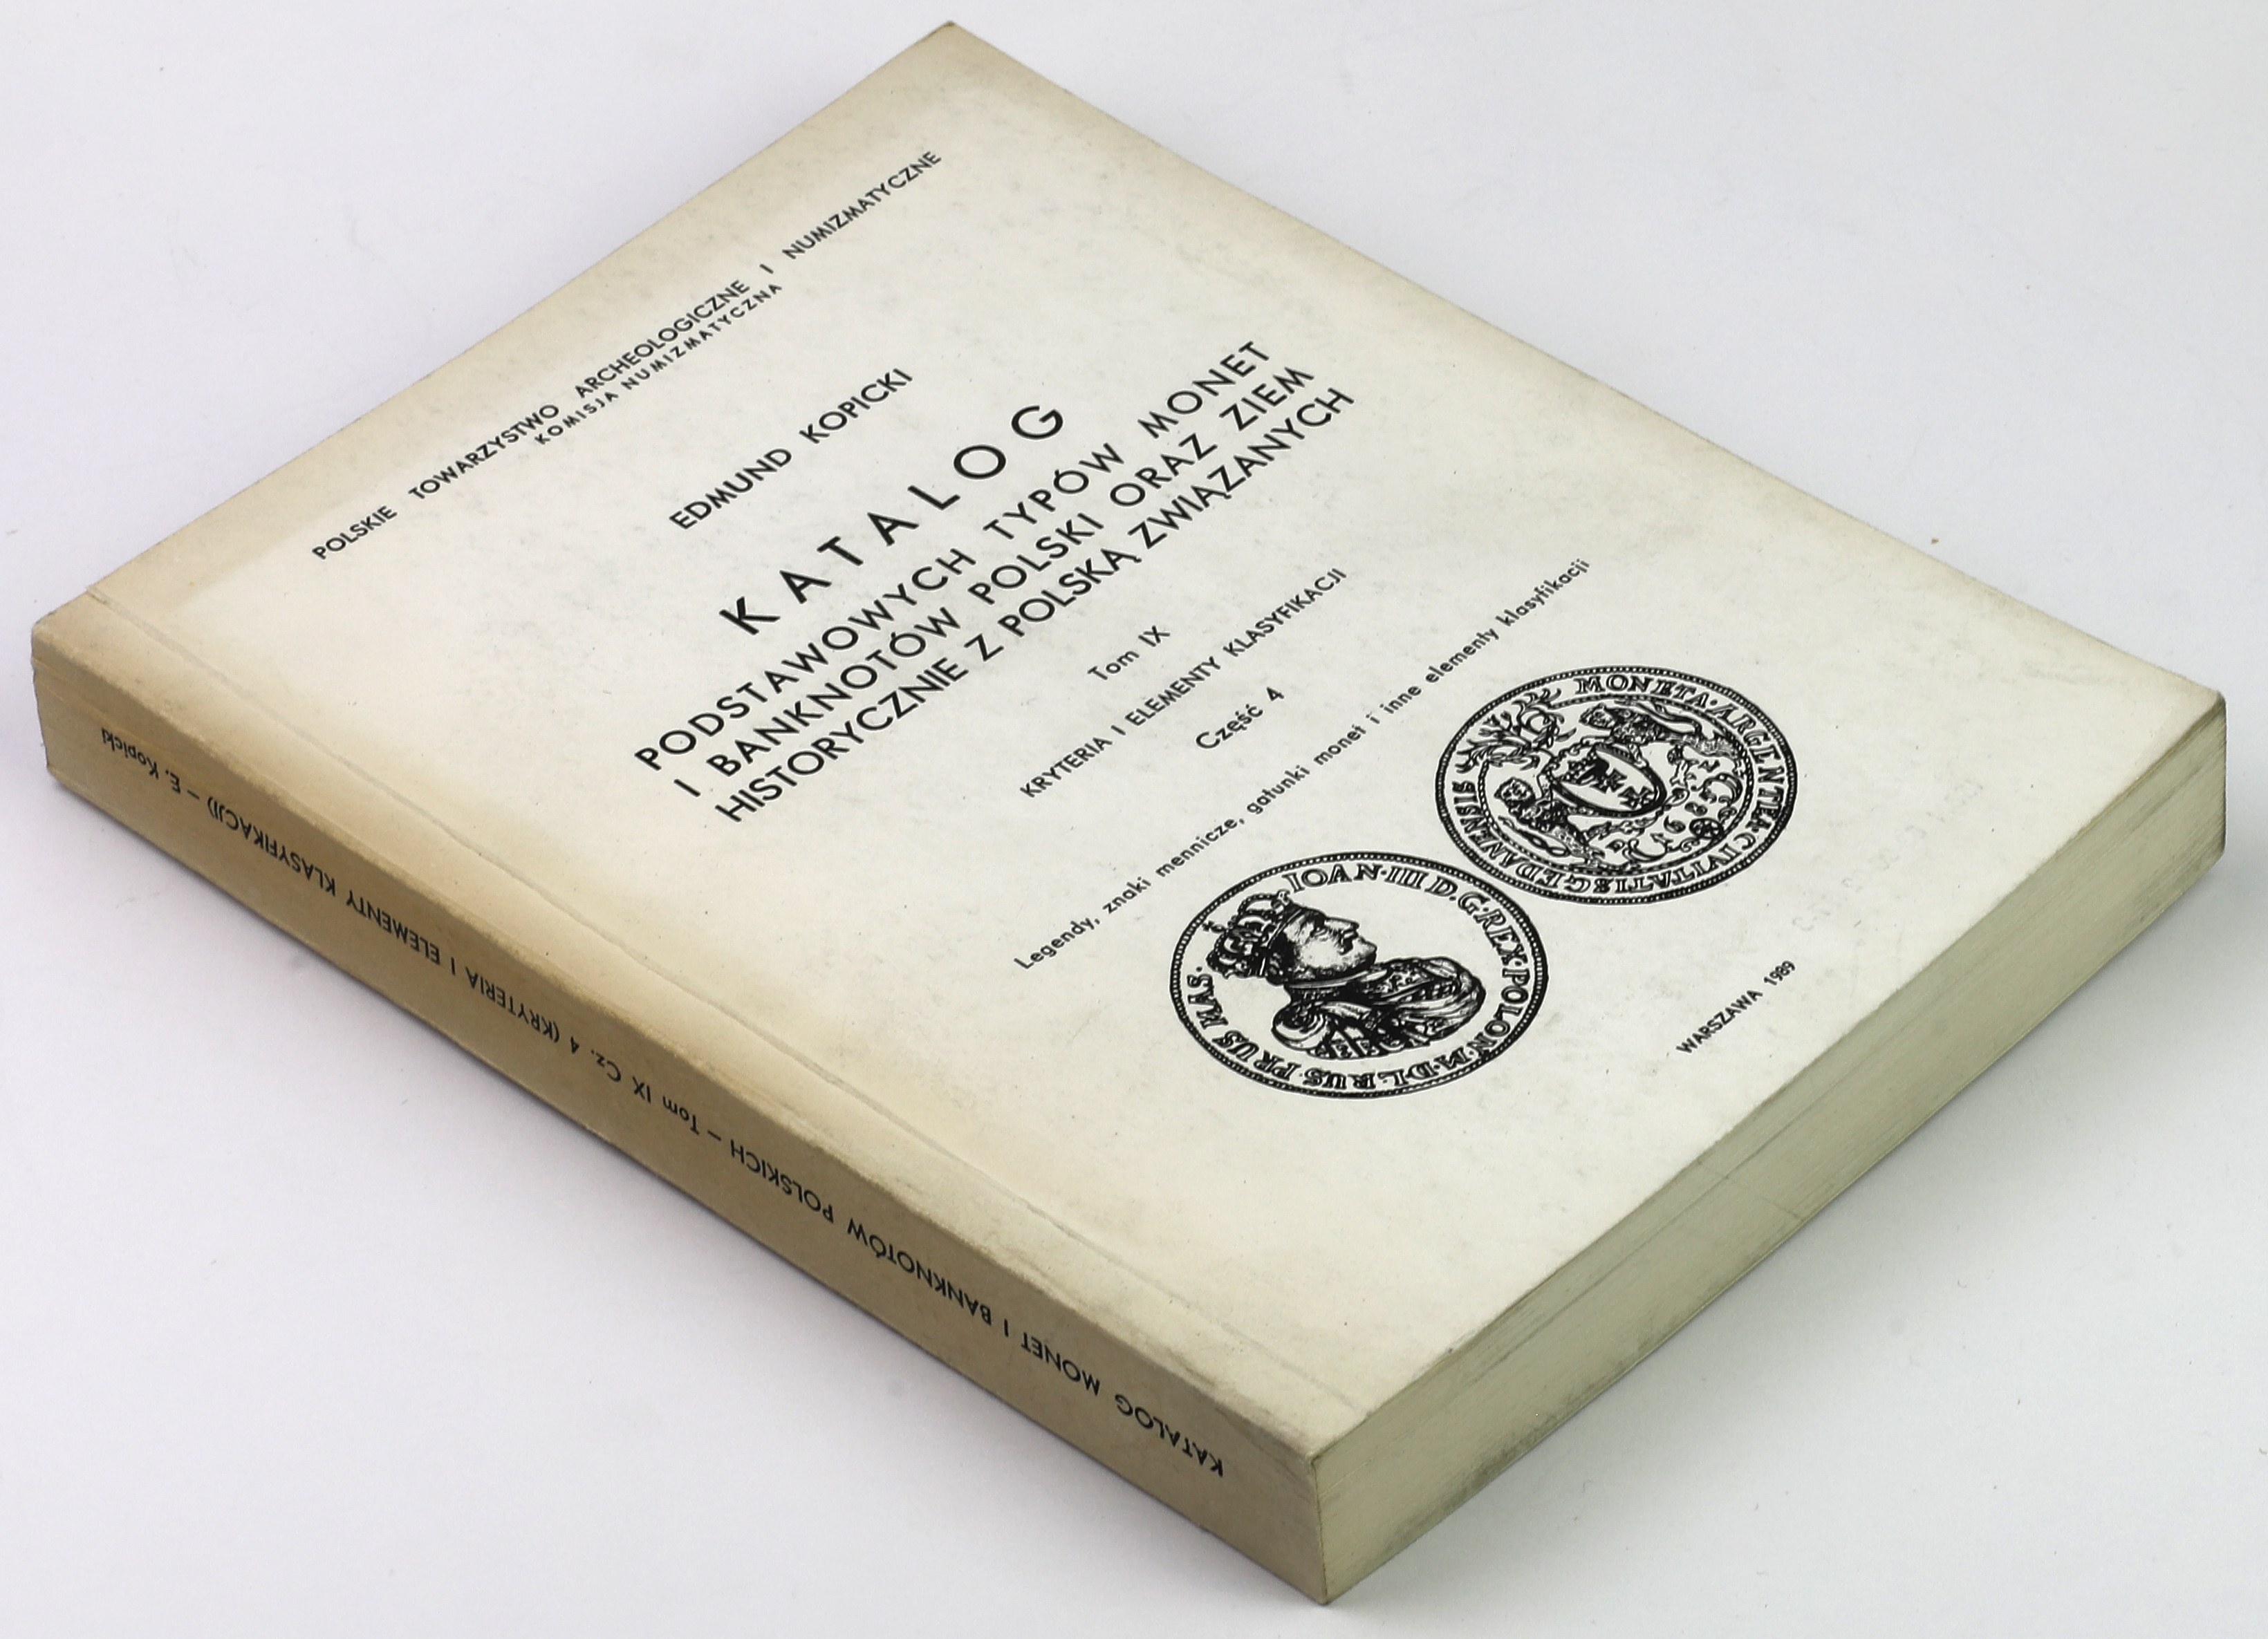 POLSKIE TOWARZYSTWO ARCHEOLOGICZNE I NUMIZMATYCZNE
KOMISJA NUMIZMATYCZNA
EDMUND KOPICKI
KATALOG
PODSTAWOWYCH TYPÓW MONET
I BANKNOTÓW POLSKI ORAZ ZIEM
HISTORYCZNIE Z POLSKĄ ZWIĄZANYCH
Tom IX
KRYTERIA I ELEMENTY KLASYFIKACJI
Część 4
Legendy, znaki mennicze, gatunki monet i inne elementy klasyfikacji
IOAN·III D.G·REX·POLON·M·D·L·RUS·PRUS MAS·
MONETA·ARGENTEA·CIVITATIS·GEDANENSIS
WARSZAWA 1989
KATALOG MONET I BANKNOTÓW POLSKICH – Tom IX Cz. 4 (KRYTERIA I ELEMENTY KLASYFIKACJI) – E. Kopicki